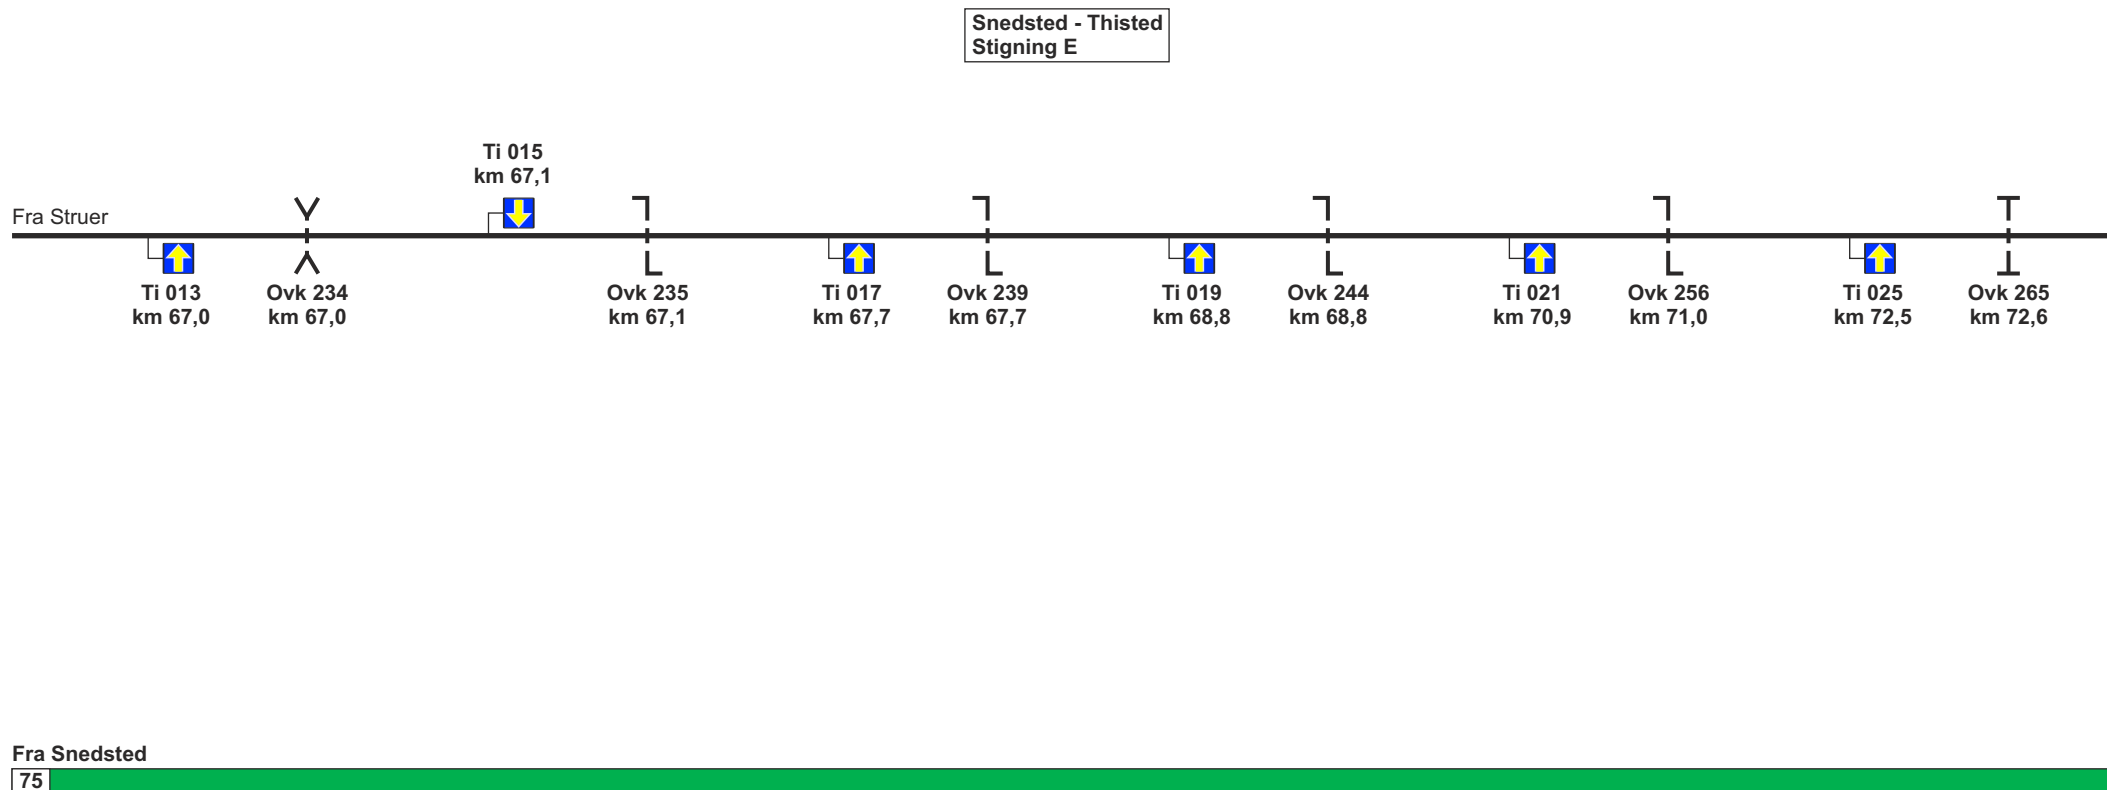 Snedsted - Thisted
Stigning E
Ti 015
km 67,1
Fra Struer
Ti 013
km 67,0
Ovk 234
km 67,0
Ovk 235
km 67,1
Ti 017
km 67,7
Ovk 239
km 67,7
Ti 019
km 68,8
Ovk 244
km 68,8
Ti 021
km 70,9
Ovk 256
km 71,0
Ti 025
km 72,5
Ovk 265
km 72,6
Fra Snedsted
75